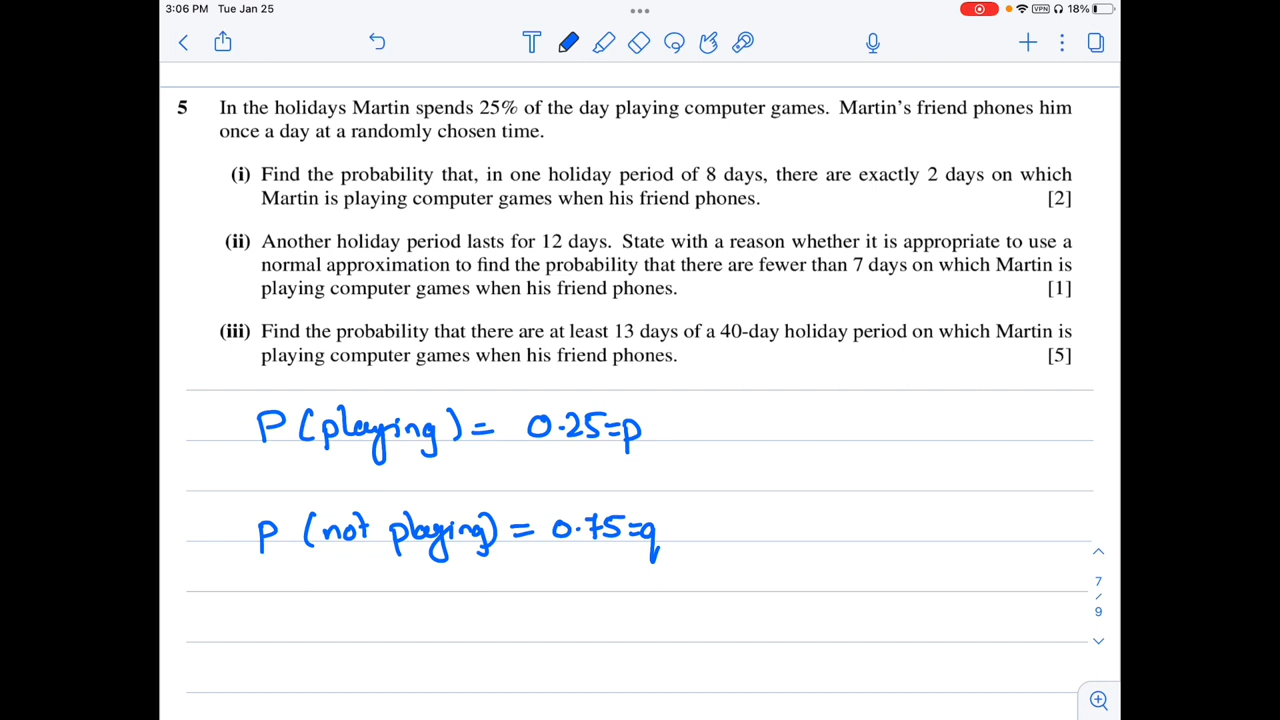 3:06 PM Tue Jan 25
VPN 18%
5 In the holidays Martin spends 25% of the day playing computer games. Martin's friend phones him
once a day at a randomly chosen time.
(i) Find the probability that, in one holiday period of 8 days, there are exactly 2 days on which
Martin is playing computer games when his friend phones. [2]
(ii) Another holiday period lasts for 12 days. State with a reason whether it is appropriate to use a
normal approximation to find the probability that there are fewer than 7 days on which Martin is
playing computer games when his friend phones. [1]
(iii) Find the probability that there are at least 13 days of a 40-day holiday period on which Martin is
playing computer games when his friend phones. [5]
P (playing) = 0.25=p
p (not playing) = 0.75=q
7
/
9